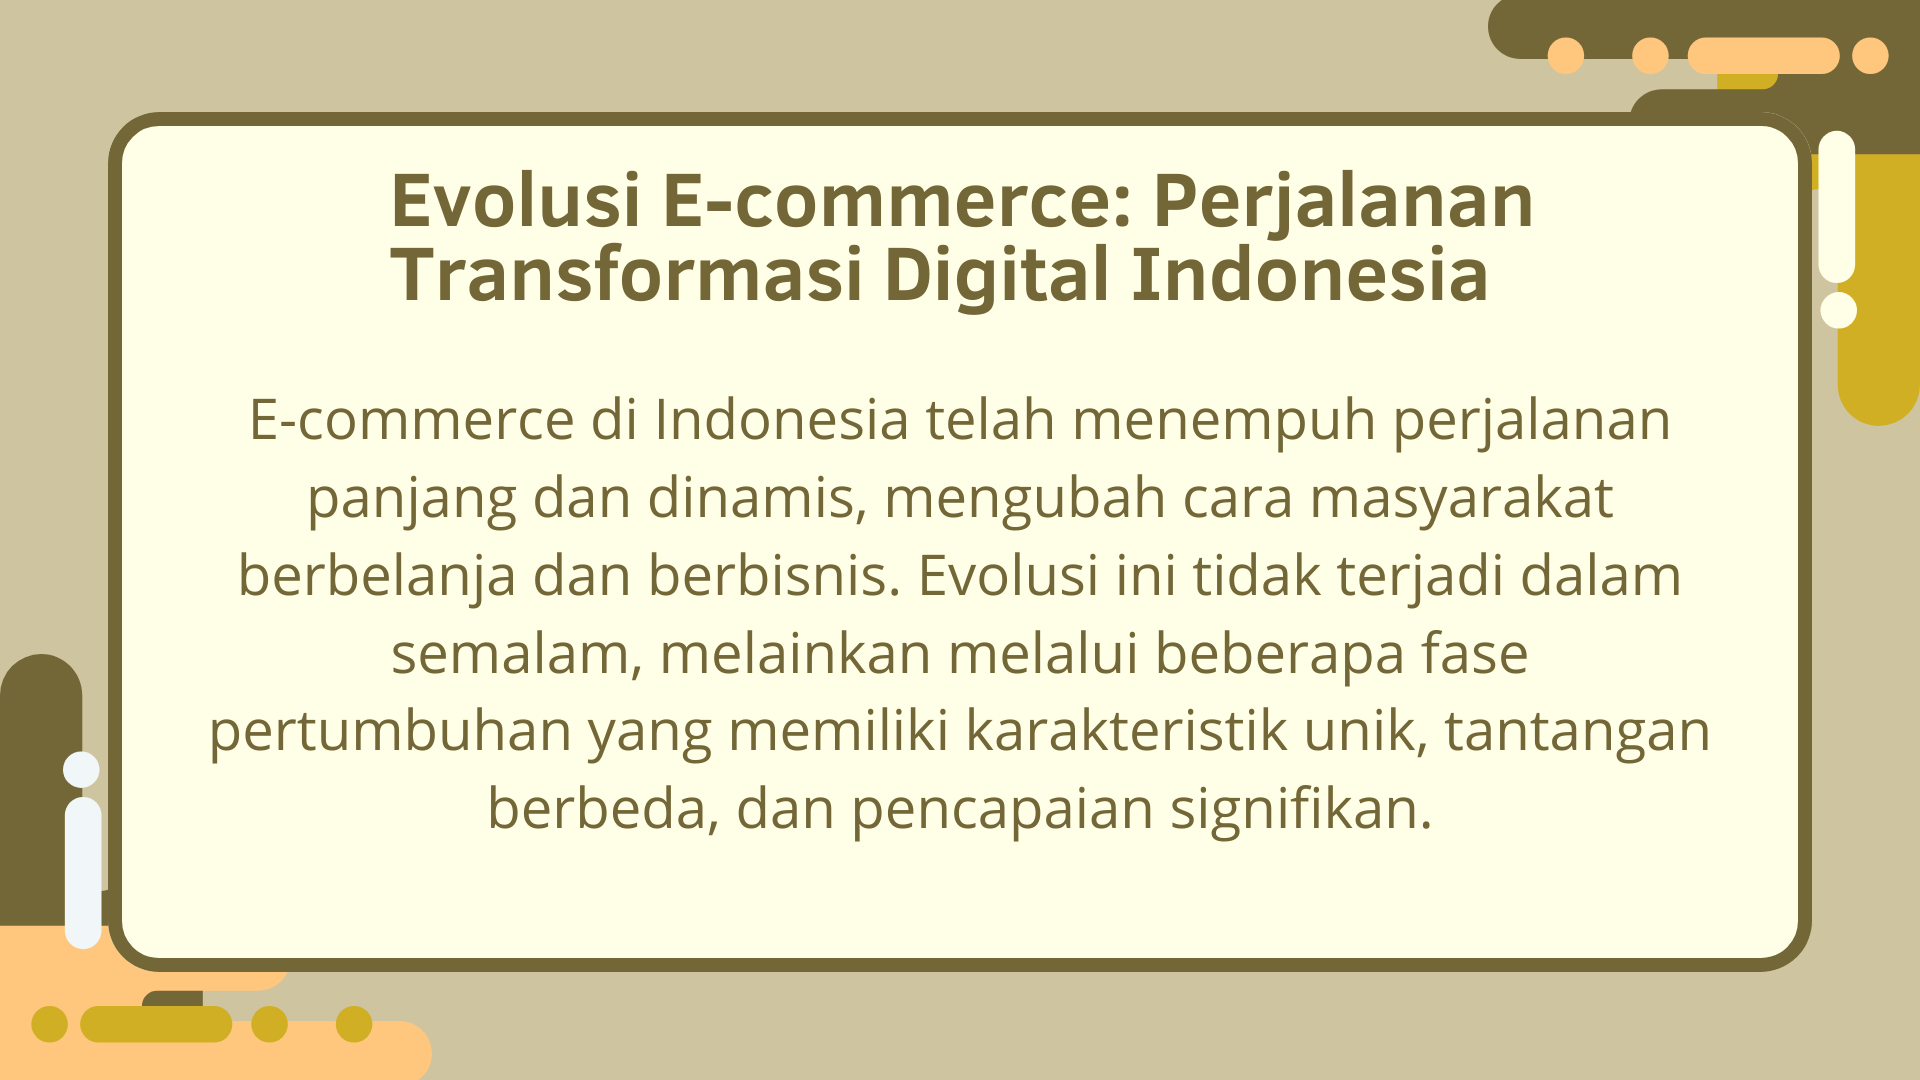 Evolusi E-commerce: Perjalanan
Transformasi Digital Indonesia
E-commerce di Indonesia telah menempuh perjalanan
panjang dan dinamis, mengubah cara masyarakat
berbelanja dan berbisnis. Evolusi ini tidak terjadi dalam
semalam, melainkan melalui beberapa fase
pertumbuhan yang memiliki karakteristik unik, tantangan
berbeda, dan pencapaian signifikan.